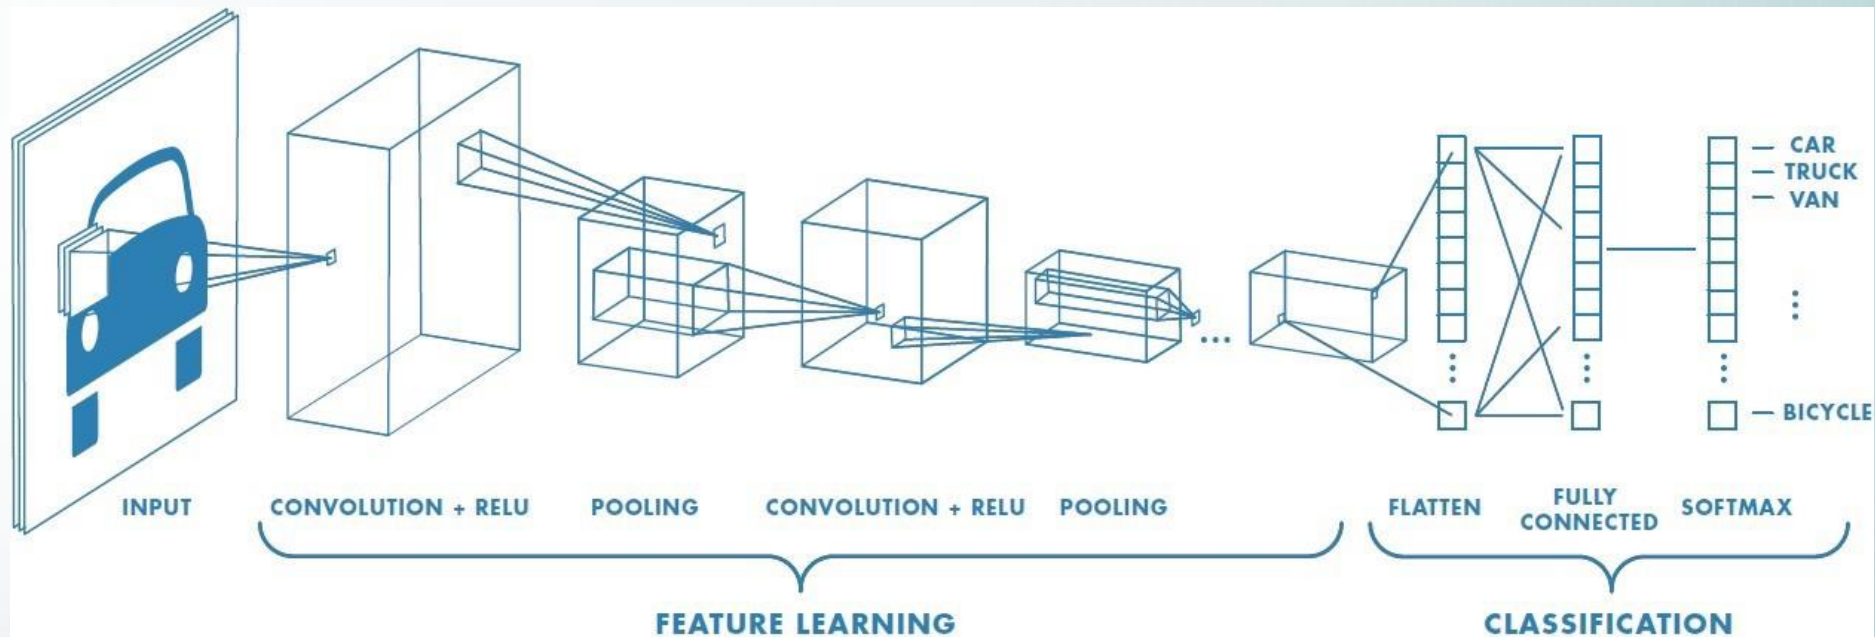 CAR
TRUCK
VAN
BICYCLE
INPUT
CONVOLUTION + RELU
POOLING
CONVOLUTION + RELU
POOLING
FLATTEN
FULLY
CONNECTED
SOFTMAX
FEATURE LEARNING
CLASSIFICATION